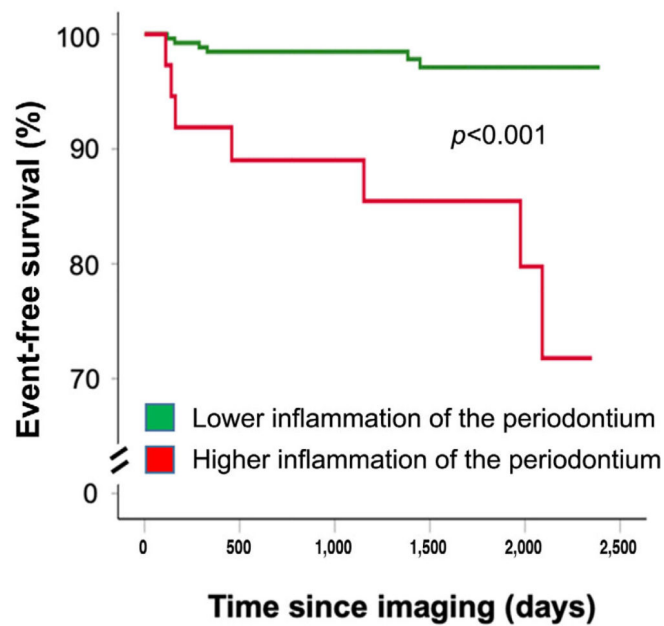 Event-free survival (%)
100
90
80
70
0
p<0.001
Lower inflammation of the periodontium
Higher inflammation of the periodontium
0 500 1,000 1,500 2,000 2,500
Time since imaging (days)